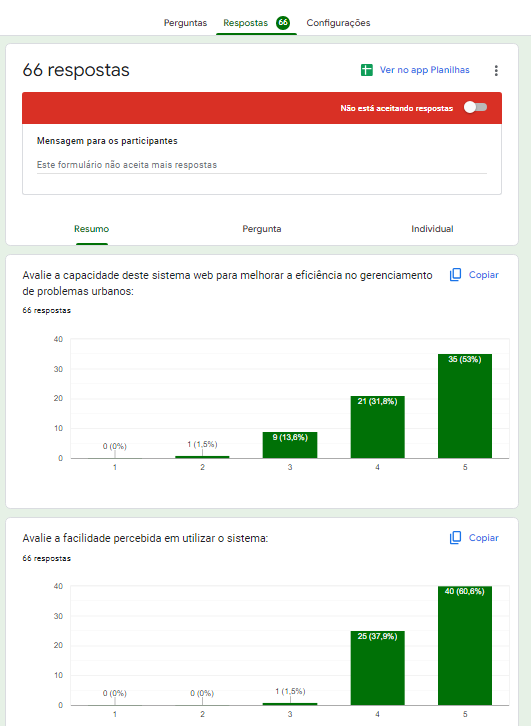 Perguntas Respostas 66 Configurações
66 respostas
Ver no app Planilhas
Não está aceitando respostas
Mensagem para os participantes
Este formulário não aceita mais respostas
Resumo Pergunta Individual
Avalie a capacidade deste sistema web para melhorar a eficiência no gerenciamento
de problemas urbanos:
Copiar
66 respostas
40
30
20
10
0
0 (0%)
1 (1,5%)
9 (13,6%)
21 (31,8%)
35 (53%)
1 2 3 4 5
Avalie a facilidade percebida em utilizar o sistema:
Copiar
66 respostas
40
30
20
10
0
0 (0%)
0 (0%)
1 (1,5%)
25 (37,9%)
40 (60,6%)
1 2 3 4 5